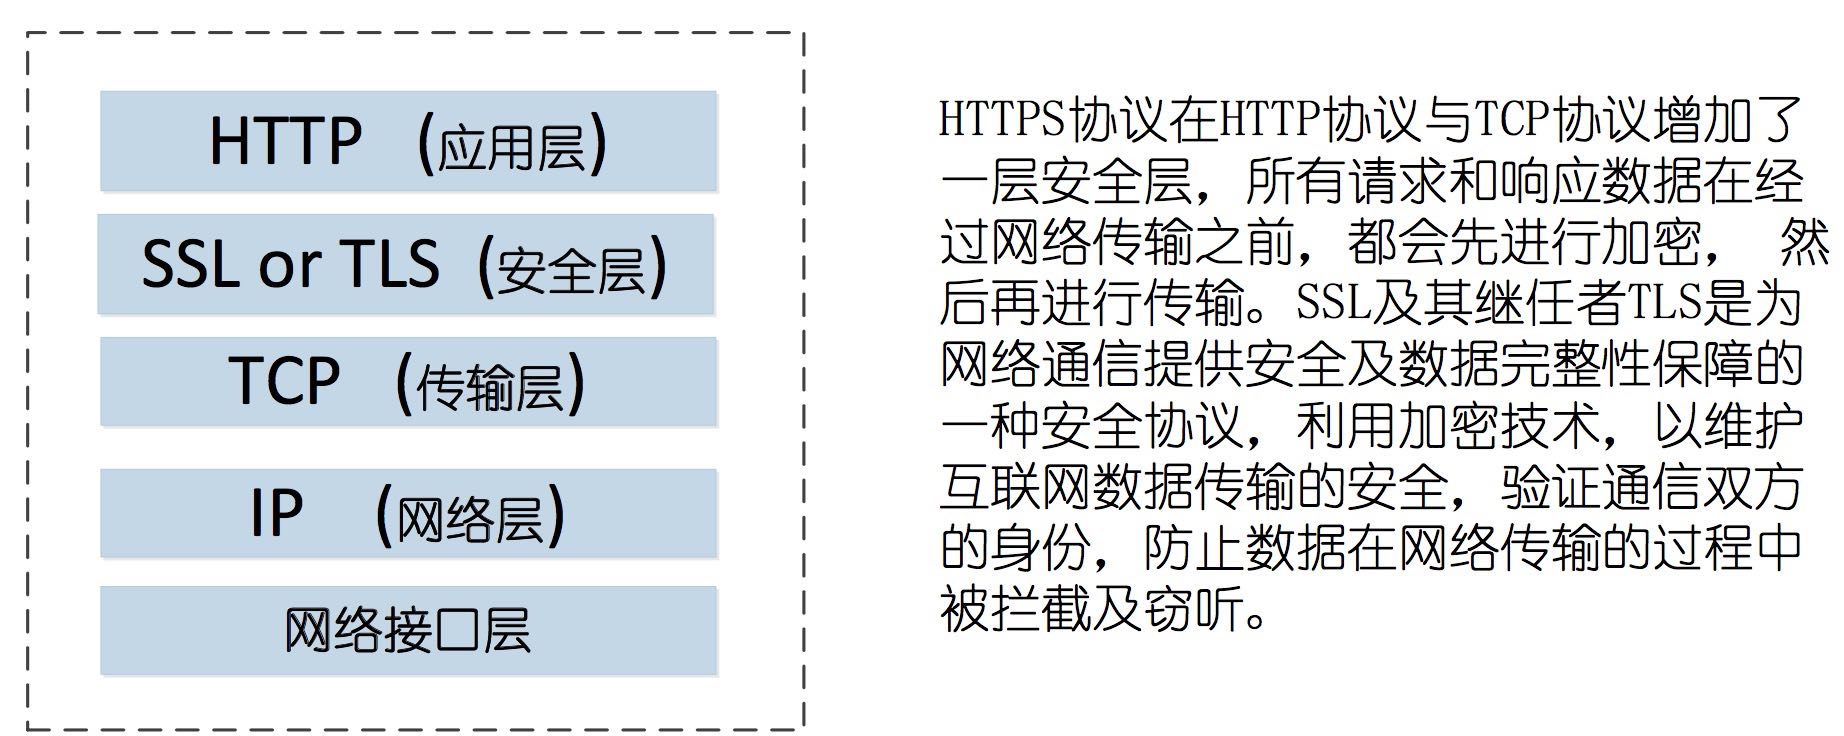 HTTP (应用层)
SSL or TLS (安全层)
TCP (传输层)
IP (网络层)
网络接口层
HTTPS协议在HTTP协议与TCP协议增加了
一层安全层，所有请求和响应数据在经
过网络传输之前，都会先进行加密， 然
后再进行传输。SSL及其继任者TLS是为
网络通信提供安全及数据完整性保障的
一种安全协议，利用加密技术，以维护
互联网数据传输的安全，验证通信双方
的身份，防止数据在网络传输的过程中
被拦截及窃听。